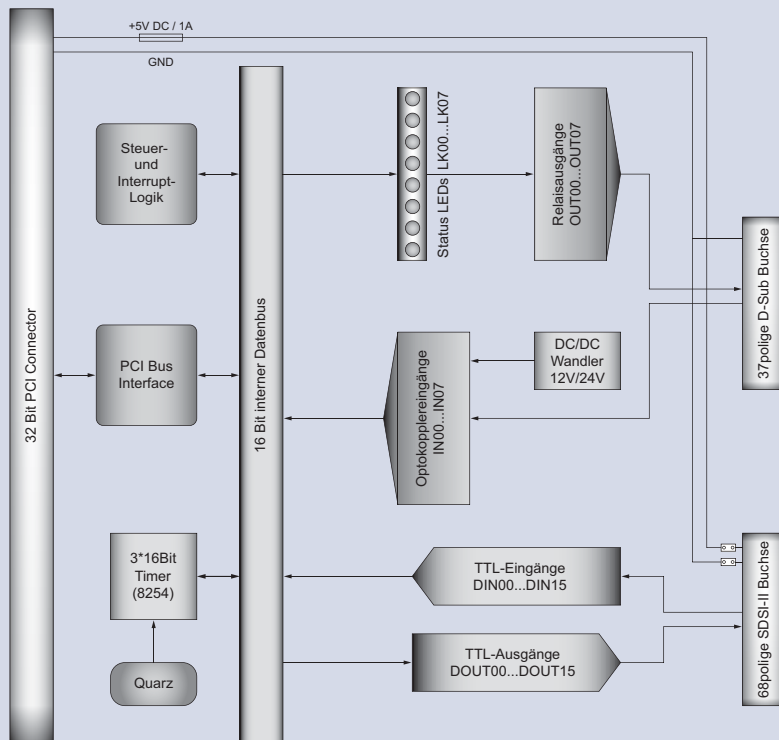 +5V DC / 1A
GND
32 Bit PCI Connector
Steuer-
und
Interrupt-
Logik
PCI Bus
Interface
3*16Bit
Timer
(8254)
Quarz
16 Bit interner Datenbus
Status LEDs LK00...LK07
Relaisausgänge
OUT00...OUT07
Optokopplereingänge
IN00...IN07
DC/DC
Wandler
12V/24V
TTL-Eingänge
DIN00...DIN15
TTL-Ausgänge
DOUT00...DOUT15
37polige D-Sub Buchse
68polige SDSI-II Buchse